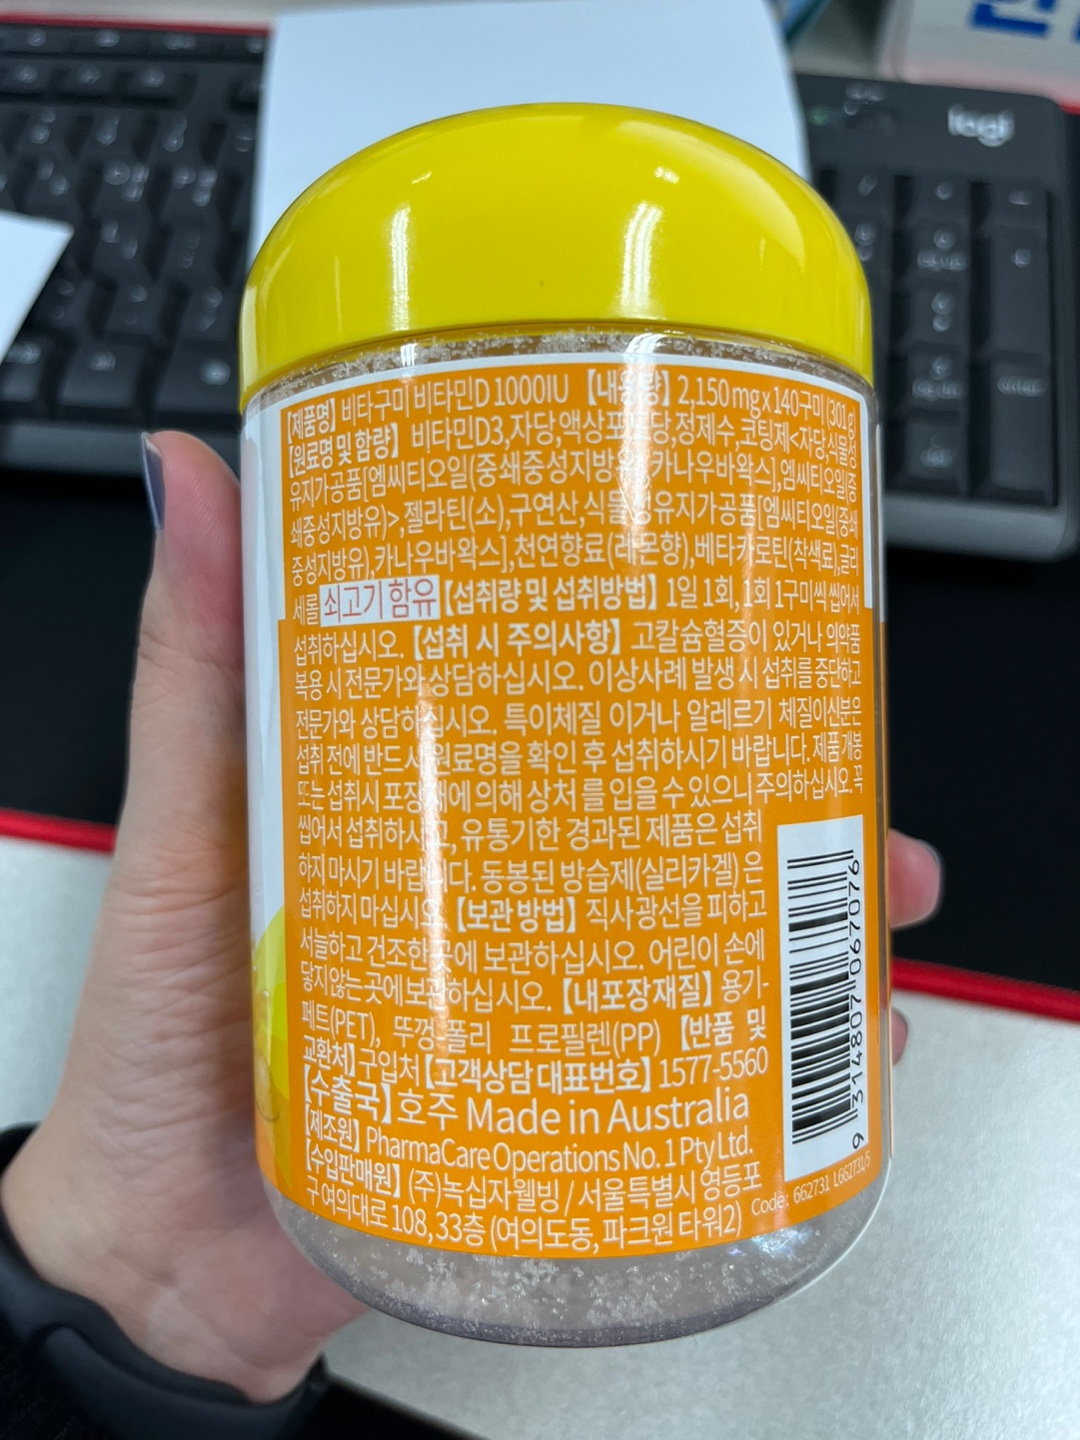 logi
【제품명】 비타구미 비타민D 1000IU 【내용량】 2,150 mg x 140구미 (301 g)
【원료명 및 함량】 비타민D3, 자당, 액상포도당, 정제수, 코팅제<자당, 식물성
유지가공품[엠씨티오일(중쇄중성지방유), 카나우바왁스], 엠씨티오일(중
쇄중성지방유)>, 젤라틴(소), 구연산, 식물성유지가공품[엠씨티오일(중쇄
중성지방유), 카나우바왁스], 천연향료(레몬향), 베타카로틴(착색료), 글리
세롤 쇠고기 함유 【섭취량 및 섭취방법】 1일 1회, 1회 1구미씩 씹어서
섭취하십시오. 【섭취 시 주의사항】 고칼슘혈증이 있거나 의약품
복용 시 전문가와 상담하십시오. 이상사례 발생 시 섭취를 중단하고
전문가와 상담하십시오. 특이체질 이거나 알레르기 체질이신분은
섭취 전에 반드시 원료명을 확인 후 섭취하시기 바랍니다. 제품 개봉
또는 섭취시 포장재에 의해 상처 를 입을 수 있으니 주의하십시오. 꼭
씹어서 섭취하시고, 유통기한 경과된 제품은 섭취
하지 마시기 바랍니다. 동봉된 방습제(실리카겔) 은
섭취하지 마십시오. 【보관 방법】 직사광선을 피하고
서늘하고 건조한 곳에 보관하십시오. 어린이 손에
닿지않는 곳에 보관하십시오. 【내포장재질】 용기-
페트(PET), 뚜껑-폴리 프로필렌(PP) 【반품 및
교환처】 구입처 【고객상담 대표번호】 1577-5560
【수출국】 호주 Made in Australia
【제조원】 PharmaCare Operations No. 1 Pty Ltd.
【수입판매원】 (주)녹십자웰빙 / 서울특별시 영등포
구 여의대로 108, 33층 (여의도동, 파크원 타워2)
Code: 662731 L662731/5
9 314807 067076